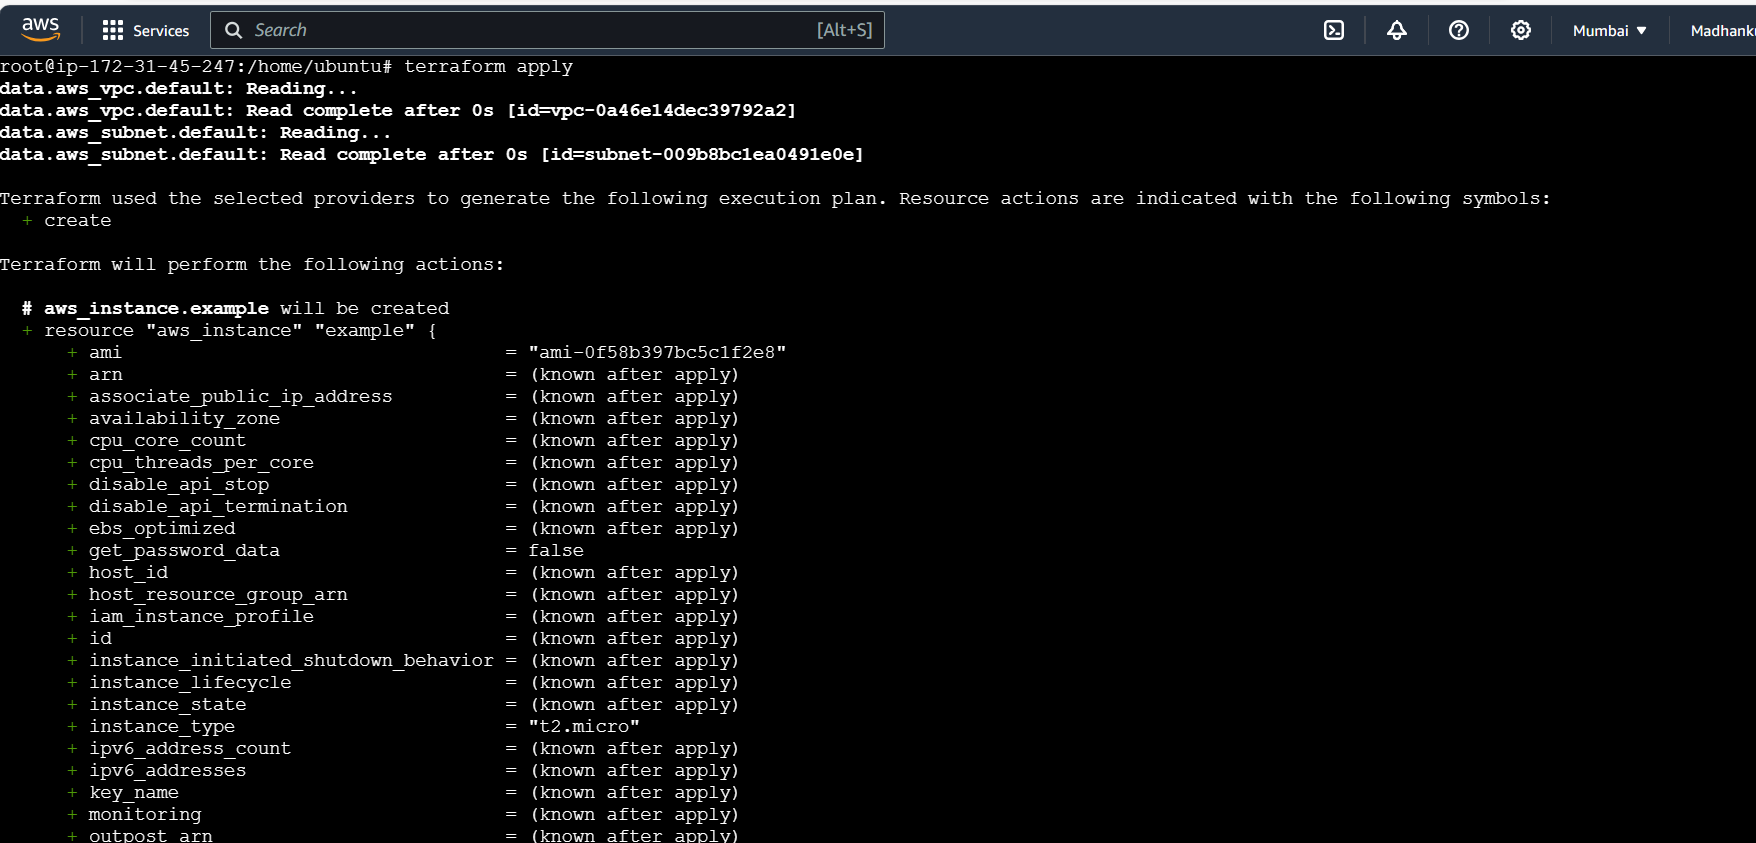 aws Services Search [Alt+S] Mumbai ▼ Madhank
root@ip-172-31-45-247:/home/ubuntu# terraform apply
data.aws_vpc.default: Reading...
data.aws_vpc.default: Read complete after 0s [id=vpc-0a46e14dec39792a2]
data.aws_subnet.default: Reading...
data.aws_subnet.default: Read complete after 0s [id=subnet-009b8bc1ea0491e0e]
Terraform used the selected providers to generate the following execution plan. Resource actions are indicated with the following symbols:
  + create
Terraform will perform the following actions:
  # aws_instance.example will be created
  + resource "aws_instance" "example" {
      + ami                                  = "ami-0f58b397bc5c1f2e8"
      + arn                                  = (known after apply)
      + associate_public_ip_address          = (known after apply)
      + availability_zone                    = (known after apply)
      + cpu_core_count                       = (known after apply)
      + cpu_threads_per_core                 = (known after apply)
      + disable_api_stop                     = (known after apply)
      + disable_api_termination              = (known after apply)
      + ebs_optimized                        = (known after apply)
      + get_password_data                    = false
      + host_id                              = (known after apply)
      + host_resource_group_arn              = (known after apply)
      + iam_instance_profile                 = (known after apply)
      + id                                   = (known after apply)
      + instance_initiated_shutdown_behavior = (known after apply)
      + instance_lifecycle                   = (known after apply)
      + instance_state                       = (known after apply)
      + instance_type                        = "t2.micro"
      + ipv6_address_count                   = (known after apply)
      + ipv6_addresses                       = (known after apply)
      + key_name                             = (known after apply)
      + monitoring                           = (known after apply)
      + outpost_arn                          = (known after apply)